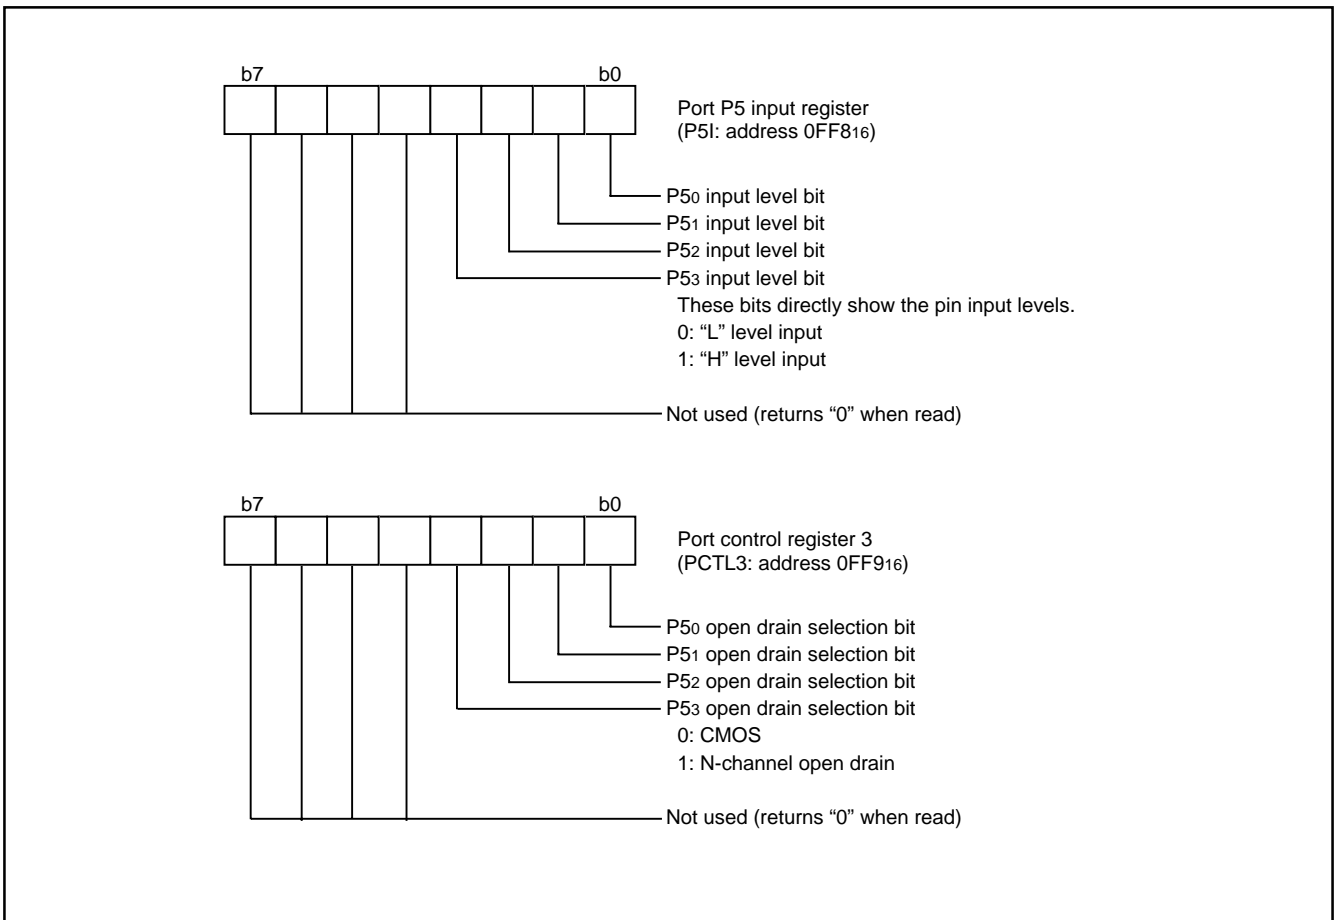 b7 b0
Port P5 input register
(P5I: address 0FF816)
P50 input level bit
P51 input level bit
P52 input level bit
P53 input level bit
These bits directly show the pin input levels.
0: “L” level input
1: “H” level input
Not used (returns “0” when read)
b7 b0
Port control register 3
(PCTL3: address 0FF916)
P50 open drain selection bit
P51 open drain selection bit
P52 open drain selection bit
P53 open drain selection bit
0: CMOS
1: N-channel open drain
Not used (returns “0” when read)